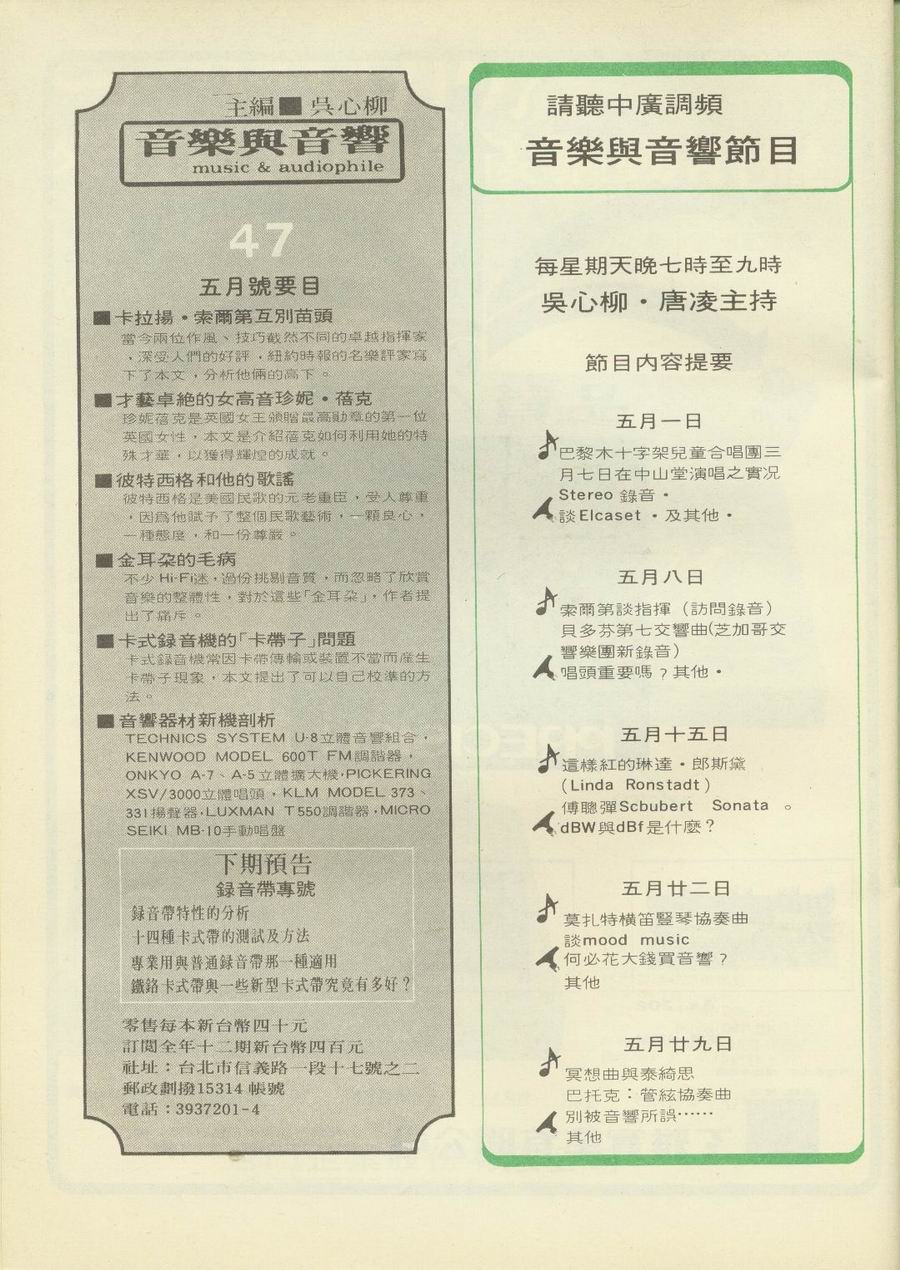 主編■吳心柳
音樂與音響
music & audiophile
47
五月號要目
■卡拉揚・索爾第互別苗頭
當今兩位作風、技巧截然不同的卓越指揮家
，深受人們的好評，紐約時報的名樂評家寫
下了本文，分析他倆的高下。
■才藝卓絶的女高音珍妮・蓓克
珍妮蓓克是英國女王頒贈最高勛章的第一位
英國女性，本文是介紹蓓克如何利用她的特
殊才華，以獲得輝煌的成就。
■彼特西格和他的歌謠
彼特西格是美國民歌的元老重臣，受人尊重
，因爲他賦予了整個民歌藝術，一顆良心，
一種態度，和一份尊嚴。
■金耳朶的毛病
不少Hi-Fi迷，過份挑剔音質，而忽略了欣賞
音樂的整體性，對於這些「金耳朶」，作者提
出了痛斥。
■卡式録音機的「卡帶子」問題
卡式錄音機常因卡帶傳輸或裝置不當而產生
卡帶子現象，本文提出了可以自己校準的方
法。
■音響器材新機剖析
TECHNICS SYSTEM U-8立體音響組合，
KENWOOD MODEL 600T FM調諧器，
ONKYO A-7、A-5立體擴大機，PICKERING
XSV/3000立體唱頭，KLM MODEL 373、
331揚聲器，LUXMAN T550調諧器，MICRO
SEIKI MB-10手動唱盤
下期預告
録音帶專號
録音帶特性的分析
十四種卡式帶的測試及方法
專業用與普通録音帶那一種適用
鐵鉻卡式帶與一些新型卡式帶究竟有多好？
零售每本新台幣四十元
訂閱全年十二期新台幣四百元
社址：台北市信義路一段十七號之二
郵政劃撥15314帳號
電話：3937201-4
請聽中廣調頻
音樂與音響節目
每星期天晚七時至九時
吳心柳・唐凌主持
節目内容提要
五月一日
巴黎木十字架兒童合唱團三
月七日在中山堂演唱之實況
Stereo 錄音・
談Elcaset・及其他・
五月八日
索爾第談指揮（訪問錄音）
貝多芬第七交響曲(芝加哥交
響樂團新錄音)
唱頭重要嗎？其他・
五月十五日
這樣紅的琳達・郎斯黛
(Linda Ronstadt)
傅聰彈Scbubert Sonata 。
dBW與dBf是什麼？
五月廿二日
莫扎特橫笛豎琴協奏曲
談mood music
何必花大錢買音響？
其他
五月廿九日
冥想曲與泰綺思
巴托克：管絃協奏曲
別被音響所誤……
其他